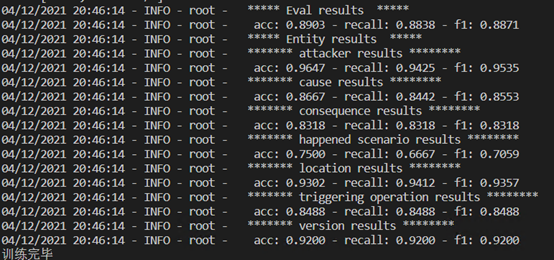 04/12/2021 20:46:14 - INFO - root - ***** Eval results *****
04/12/2021 20:46:14 - INFO - root - acc: 0.8903 - recall: 0.8838 - f1: 0.8871
04/12/2021 20:46:14 - INFO - root - ***** Entity results *****
04/12/2021 20:46:14 - INFO - root - ******* attacker results ********
04/12/2021 20:46:14 - INFO - root - acc: 0.9647 - recall: 0.9425 - f1: 0.9535
04/12/2021 20:46:14 - INFO - root - ******* cause results ********
04/12/2021 20:46:14 - INFO - root - acc: 0.8667 - recall: 0.8442 - f1: 0.8553
04/12/2021 20:46:14 - INFO - root - ******* consequence results ********
04/12/2021 20:46:14 - INFO - root - acc: 0.8318 - recall: 0.8318 - f1: 0.8318
04/12/2021 20:46:14 - INFO - root - ******* happened scenario results ********
04/12/2021 20:46:14 - INFO - root - acc: 0.7500 - recall: 0.6667 - f1: 0.7059
04/12/2021 20:46:14 - INFO - root - ******* location results ********
04/12/2021 20:46:14 - INFO - root - acc: 0.9302 - recall: 0.9412 - f1: 0.9357
04/12/2021 20:46:14 - INFO - root - ******* triggering operation results ********
04/12/2021 20:46:14 - INFO - root - acc: 0.8488 - recall: 0.8488 - f1: 0.8488
04/12/2021 20:46:14 - INFO - root - ******* version results ********
04/12/2021 20:46:14 - INFO - root - acc: 0.9200 - recall: 0.9200 - f1: 0.9200
训练完毕